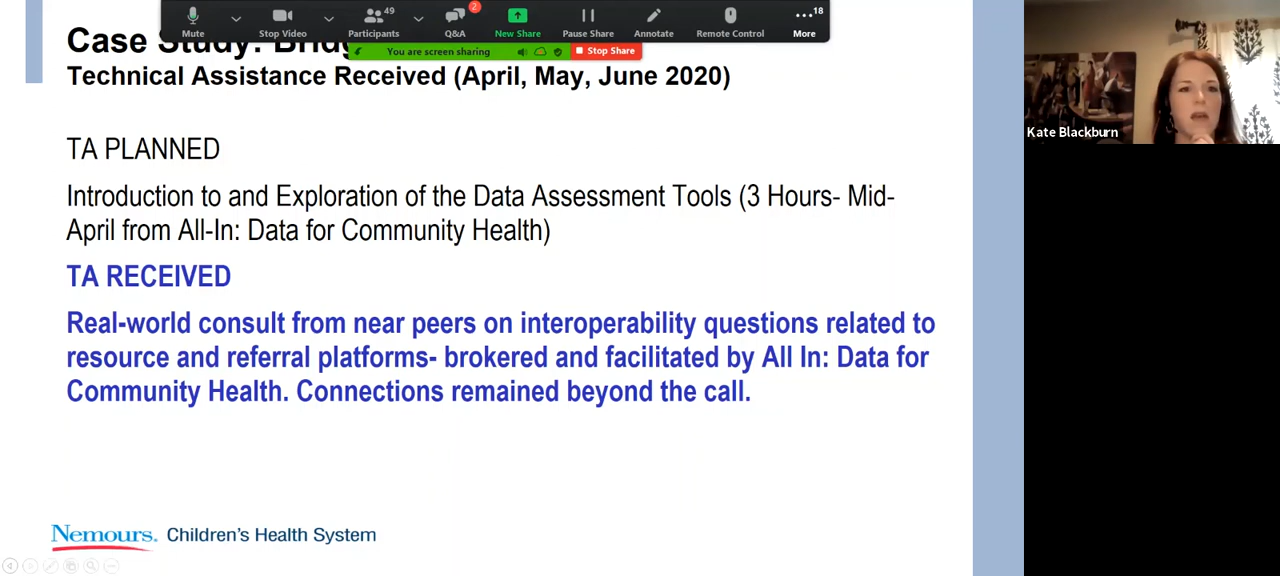 49
2
18
Mute
Stop Video
Participants
Q&A
New Share
Pause Share
Annotate
Remote Control
More
You are screen sharing
Stop Share
Case Study:
Technical Assistance Received (April, May, June 2020)
TA PLANNED
Introduction to and Exploration of the Data Assessment Tools (3 Hours- Mid-
April from All-In: Data for Community Health)
TA RECEIVED
Real-world consult from near peers on interoperability questions related to
resource and referral platforms- brokered and facilitated by All In: Data for
Community Health. Connections remained beyond the call.
Nemours. Children's Health System
Kate Blackburn